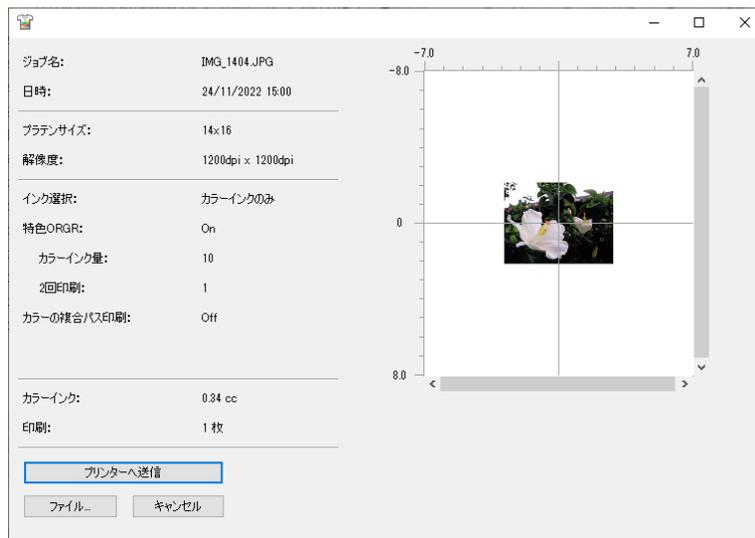 ジョブ名: IMG_1404.JPG
日時: 24/11/2022 15:00
プラテンサイズ: 14×16
解像度: 1200dpi x 1200dpi
インク選択: カラーインクのみ
特色ORGR: On
カラーインク量: 10
2回印刷: 1
カラーの複合パス印刷: Off
カラーインク: 0.34 cc
印刷: 1 枚
プリンターへ送信
ファイル... キャンセル
-7.0 7.0
-8.0
0
8.0